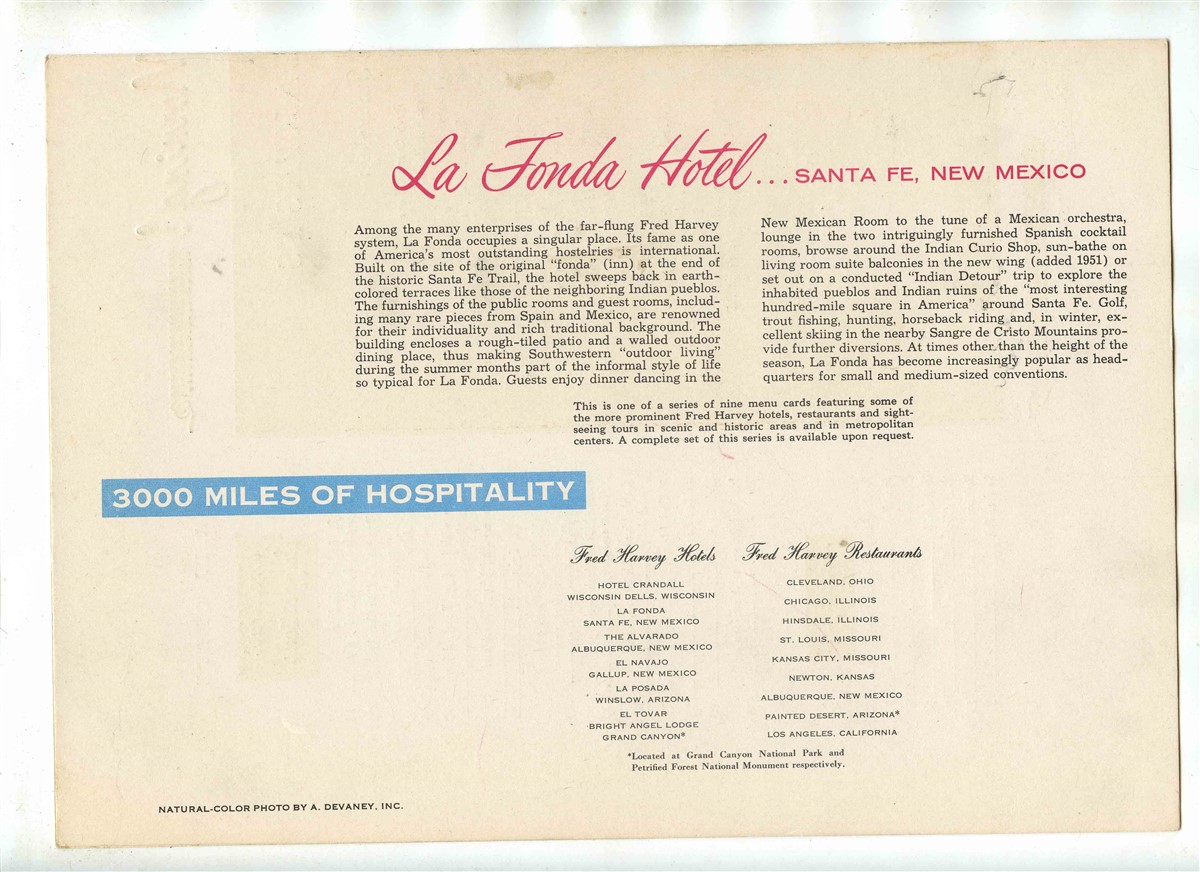 La Fonda Hotel...SANTA FE, NEW MEXICO
Among the many enterprises of the far-flung Fred Harvey
system, La Fonda occupies a singular place. Its fame as one
of America's most outstanding hostelries is international.
Built on the site of the original "fonda" (inn) at the end of
the historic Santa Fe Trail, the hotel sweeps back in earth-
colored terraces like those of the neighboring Indian pueblos.
The furnishings of the public rooms and guest rooms, includ-
ing many rare pieces from Spain and Mexico, are renowned
for their individuality and rich traditional background. The
building encloses a rough-tiled patio and a walled outdoor
dining place, thus making Southwestern "outdoor living"
during the summer months part of the informal style of life
so typical for La Fonda. Guests enjoy dinner dancing in the
New Mexican Room to the tune of a Mexican orchestra,
lounge in the two intriguingly furnished Spanish cocktail
rooms, browse around the Indian Curio Shop, sun-bathe on
living room suite balconies in the new wing (added 1951) or
set out on a conducted "Indian Detour" trip to explore the
inhabited pueblos and Indian ruins of the "most interesting
hundred-mile square in America" around Santa Fe. Golf,
trout fishing, hunting, horseback riding and, in winter, ex-
cellent skiing in the nearby Sangre de Cristo Mountains pro-
vide further diversions. At times other than the height of the
season, La Fonda has become increasingly popular as head-
quarters for small and medium-sized conventions.
This is one of a series of nine menu cards featuring some of
the more prominent Fred Harvey hotels, restaurants and sight-
seeing tours in scenic and historic areas and in metropolitan
centers. A complete set of this series is available upon request.
3000 MILES OF HOSPITALITY
Fred Harvey Hotels
HOTEL CRANDALL
WISCONSIN DELLS, WISCONSIN
LA FONDA
SANTA FE, NEW MEXICO
THE ALVARADO
ALBUQUERQUE, NEW MEXICO
EL NAVAJO
GALLUP, NEW MEXICO
LA POSADA
WINSLOW, ARIZONA
EL TOVAR
BRIGHT ANGEL LODGE
GRAND CANYON*
Fred Harvey Restaurants
CLEVELAND, OHIO
CHICAGO, ILLINOIS
HINSDALE, ILLINOIS
ST. LOUIS, MISSOURI
KANSAS CITY, MISSOURI
NEWTON, KANSAS
ALBUQUERQUE, NEW MEXICO
PAINTED DESERT, ARIZONA*
LOS ANGELES, CALIFORNIA
*Located at Grand Canyon National Park and
Petrified Forest National Monument respectively.
NATURAL-COLOR PHOTO BY A. DEVANEY, INC.